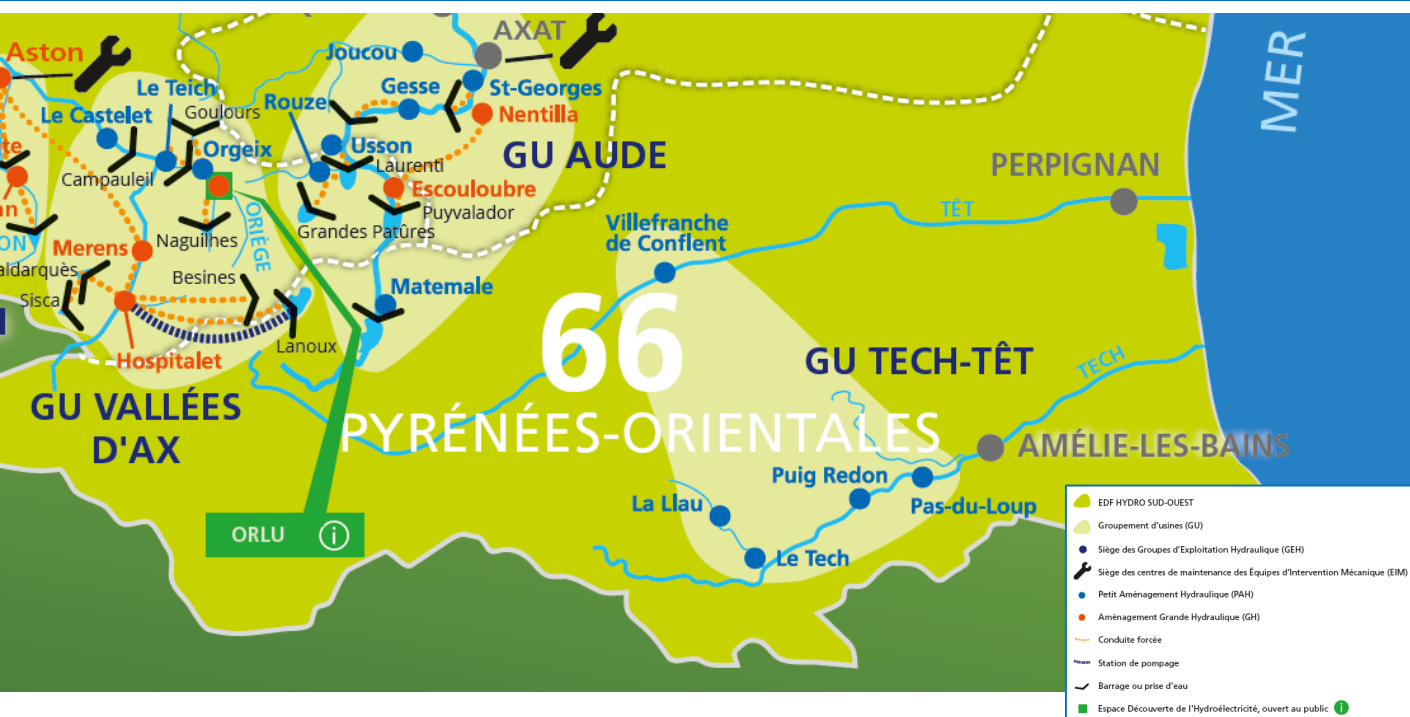 AXAT
MER
Aston
Joucou
Le Teich
Gesse
St-Georges
Rouze
Goulours
Le Castelet
Nentilla
Orgeix
Usson
GU AUDE
Laurenti
PERPIGNAN
Campauleil
Escouloubre
TÊT
Puyvalador
ORIÈGE
Villefranche
de Conflent
Grandes Patûres
Naguilhes
Merens
Besines
Matemale
Sisca
66
Lanoux
GU TECH-TÊT
TECH
Hospitalet
GU VALLÉES
D'AX
PYRÉNÉES-ORIENTALES
AMÉLIE-LES-BAINS
Puig Redon
La Llau
Pas-du-Loup
Le Tech
ORLU i
EDF HYDRO SUD-OUEST
Groupement d'usines (GU)
Siège des Groupes d'Exploitation Hydraulique (GEH)
Siège des centres de maintenance des Équipes d'Intervention Mécanique (EIM)
Petit Aménagement Hydraulique (PAH)
Aménagement Grande Hydraulique (GH)
Conduite forcée
Station de pompage
Barrage ou prise d'eau
Espace Découverte de l'Hydroélectricité, ouvert au public i